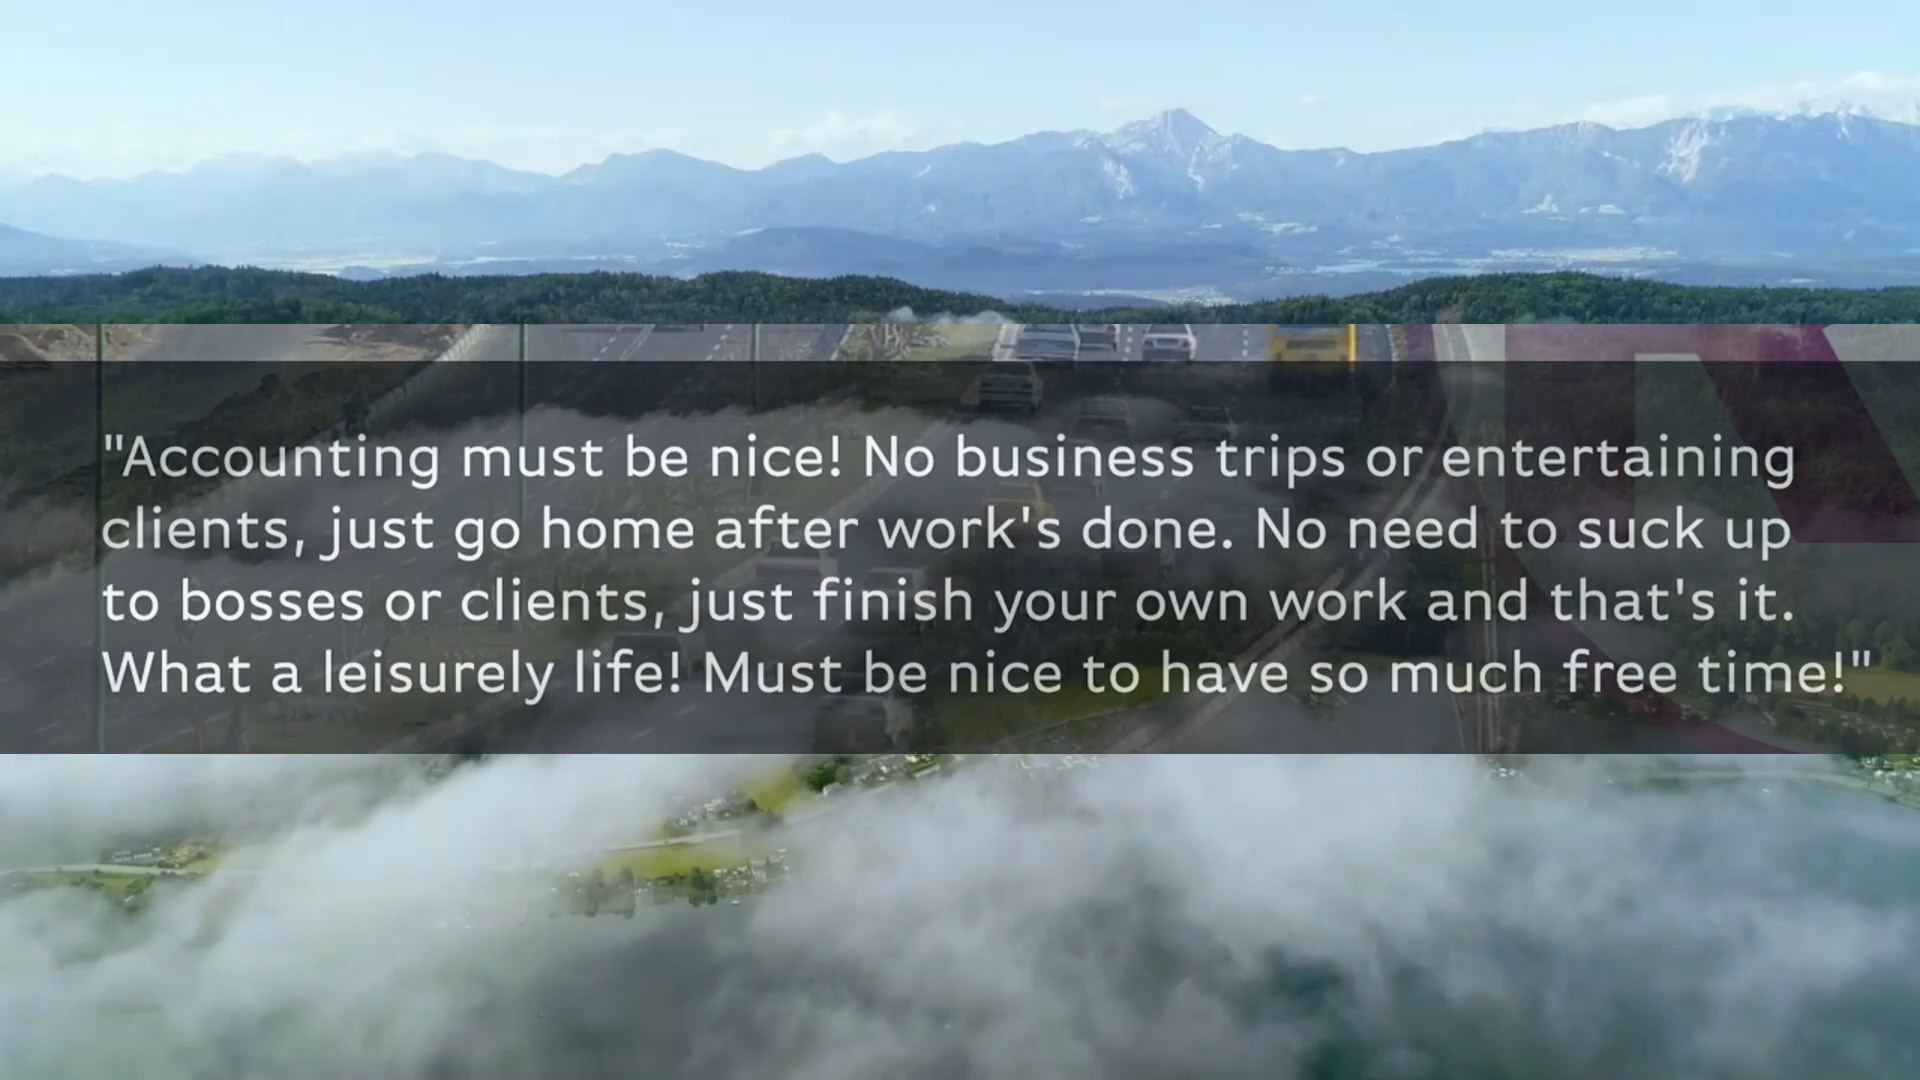 "Accounting must be nice! No business trips or entertaining
clients, just go home after work's done. No need to suck up
to bosses or clients, just finish your own work and that's it.
What a leisurely life! Must be nice to have so much free time!"